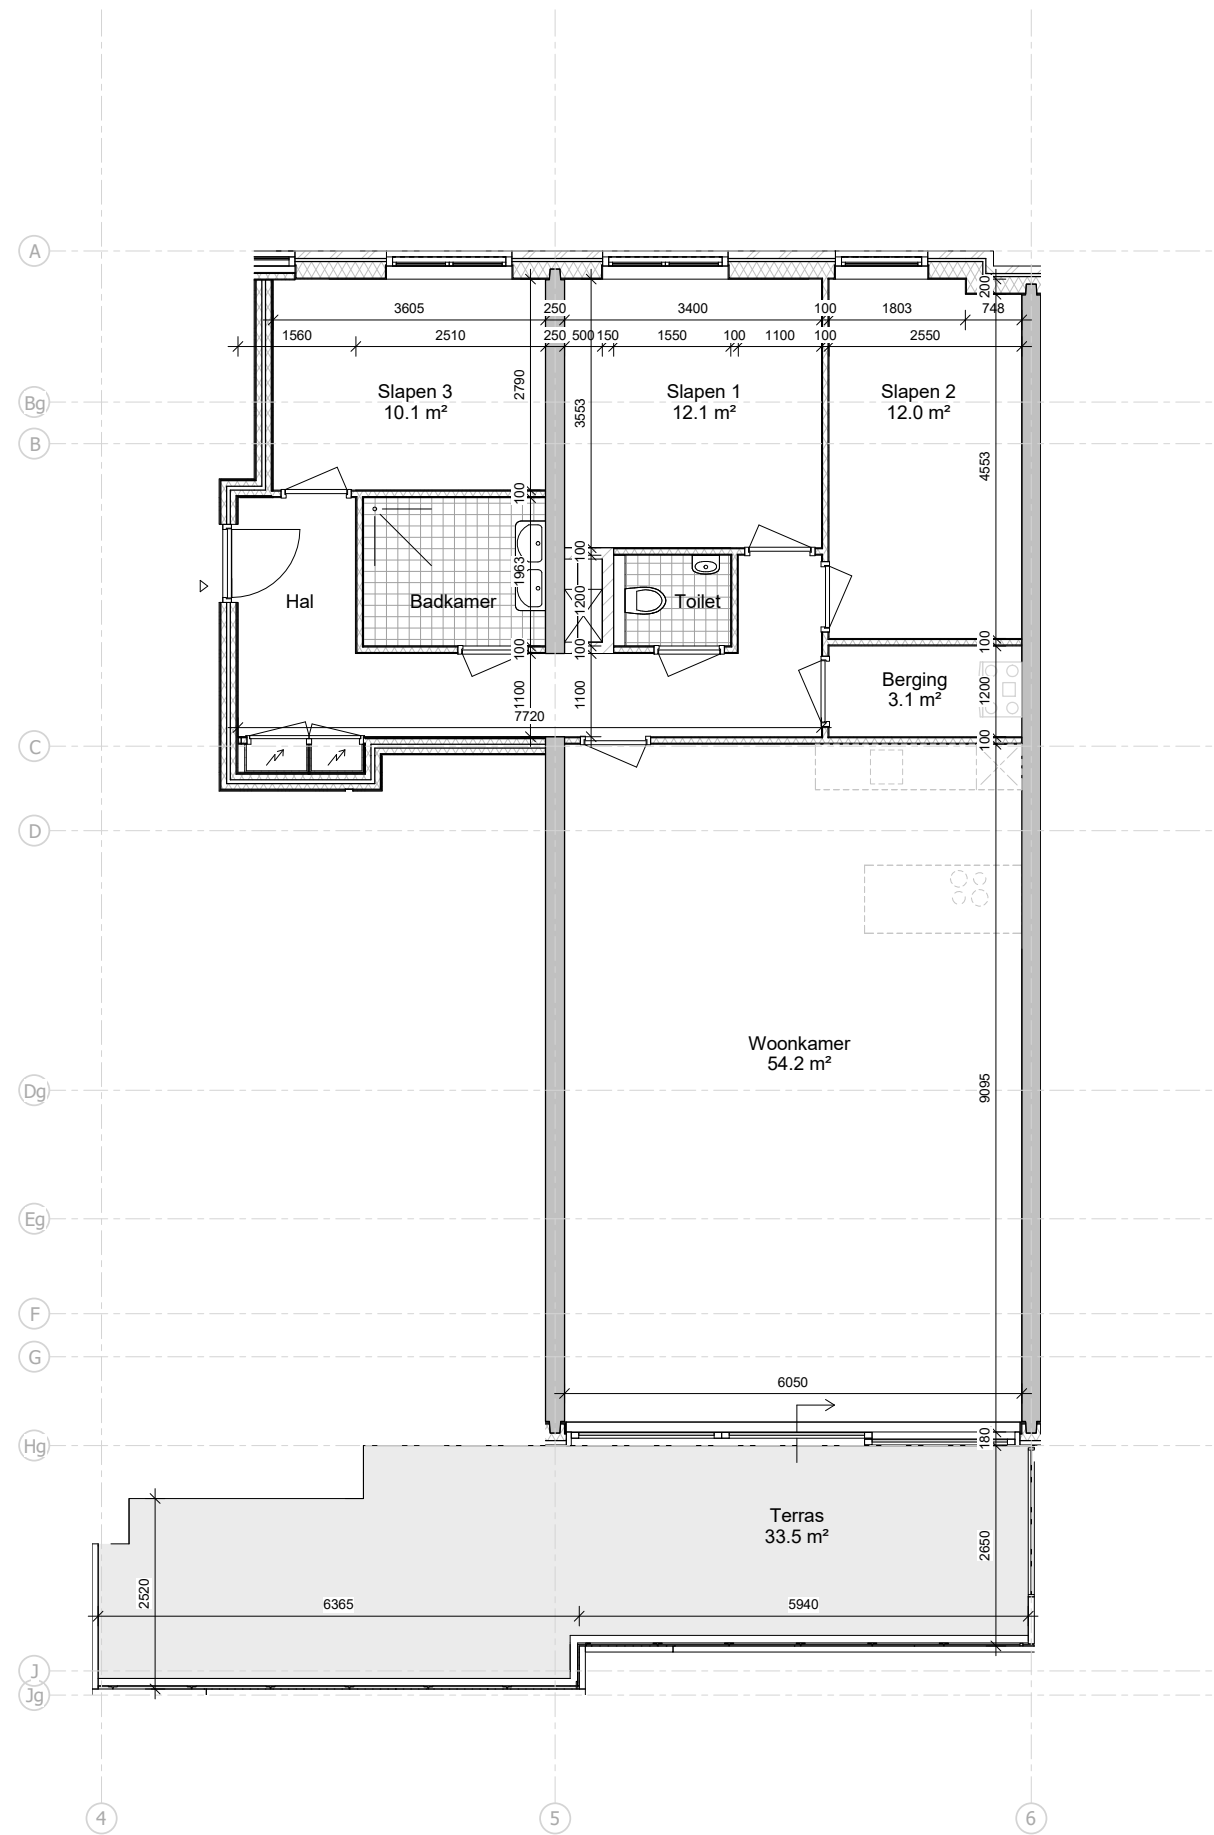 A
200
3605
250
3400
100
1803
748
1560
2510
250
500
150
1550
100
1100
100
2550
2790
3553
Slapen 3
10.1 m²
Slapen 1
12.1 m²
Slapen 2
12.0 m²
Bg
B
4553
100
100
1963
1200
Hal
Badkamer
Toilet
100
100
100
Berging
3.1 m²
1200
1100
1100
7720
100
C
D
Woonkamer
54.2 m²
9095
Dg
Eg
F
G
6050
Hg
180
Terras
33.5 m²
2650
2520
6365
5940
J
Jg
4
5
6